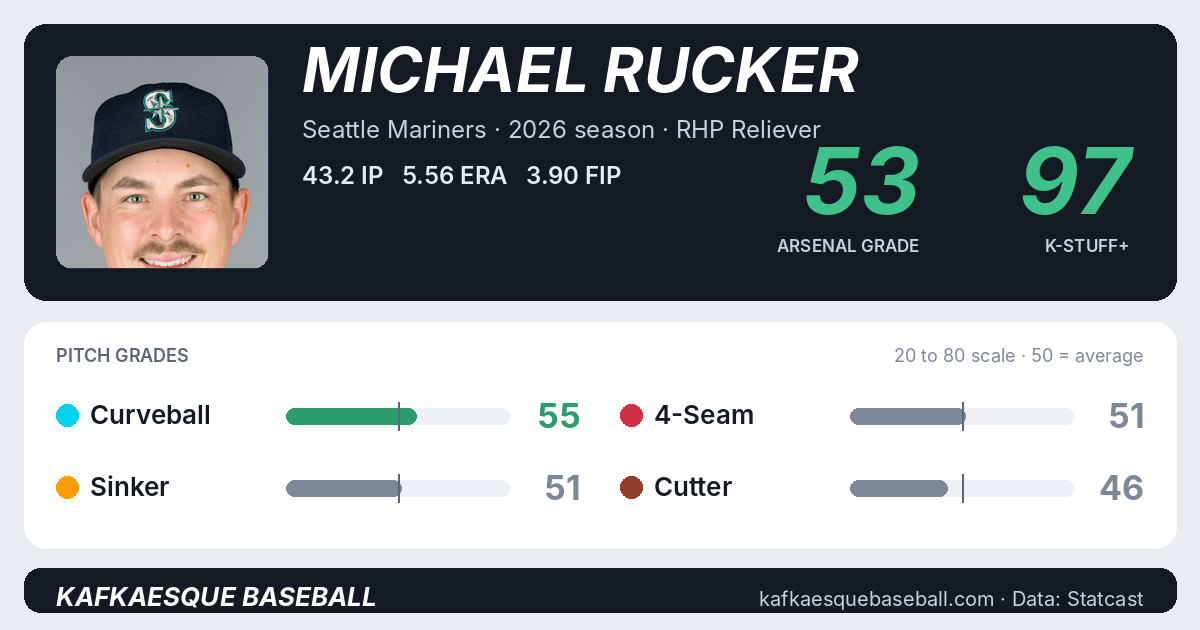 MICHAEL RUCKER
Seattle Mariners · 2026 season · RHP Reliever
43.2 IP 5.56 ERA 3.90 FIP
53 97
ARSENAL GRADE K-STUFF+
PITCH GRADES 20 to 80 scale · 50 = average
Curveball 55 4-Seam 51
Sinker 51 Cutter 46
KAFKAESQUE BASEBALL kafkaesquebaseball.com · Data: Statcast